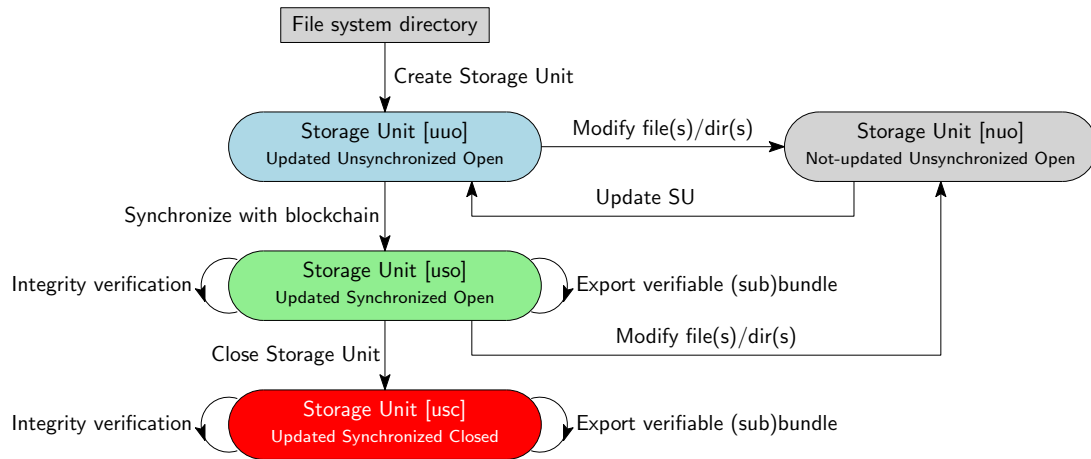 File system directory
Create Storage Unit
Storage Unit [uuo]
Updated Unsynchronized Open
Modify file(s)/dir(s)
Storage Unit [nuo]
Not-updated Unsynchronized Open
Update SU
Synchronize with blockchain
Integrity verification
Storage Unit [uso]
Updated Synchronized Open
Export verifiable (sub)bundle
Modify file(s)/dir(s)
Close Storage Unit
Integrity verification
Storage Unit [usc]
Updated Synchronized Closed
Export verifiable (sub)bundle